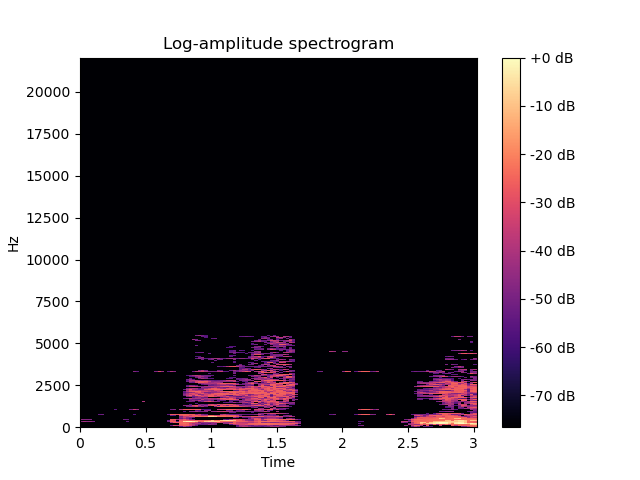 Log-amplitude spectrogram
Hz
20000
17500
15000
12500
10000
7500
5000
2500
0
0 0.5 1 1.5 2 2.5 3
Time
+0 dB
-10 dB
-20 dB
-30 dB
-40 dB
-50 dB
-60 dB
-70 dB